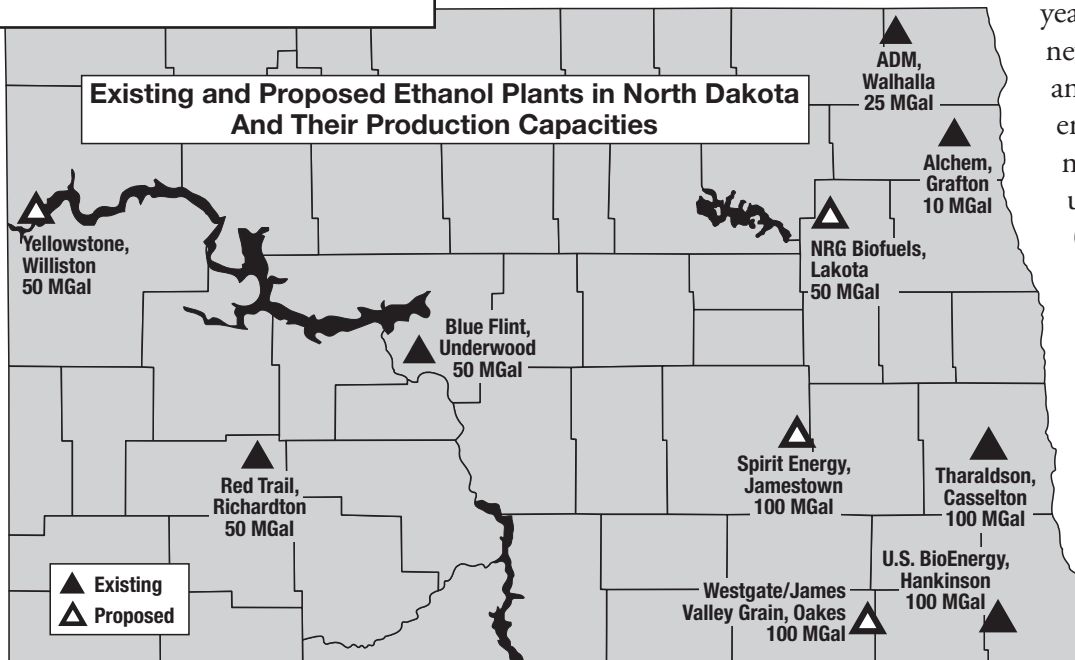 Existing and Proposed Ethanol Plants in North Dakota
And Their Production Capacities
ADM,
Walhalla
25 MGal
Alchem,
Grafton
10 MGal
Yellowstone,
Williston
50 MGal
NRG Biofuels,
Lakota
50 MGal
Blue Flint,
Underwood
50 MGal
Red Trail,
Richardton
50 MGal
Spirit Energy,
Jamestown
100 MGal
Tharaldson,
Casselton
100 MGal
U.S. BioEnergy,
Hankinson
100 MGal
Westgate/James
Valley Grain, Oakes
100 MGal
Existing
Proposed